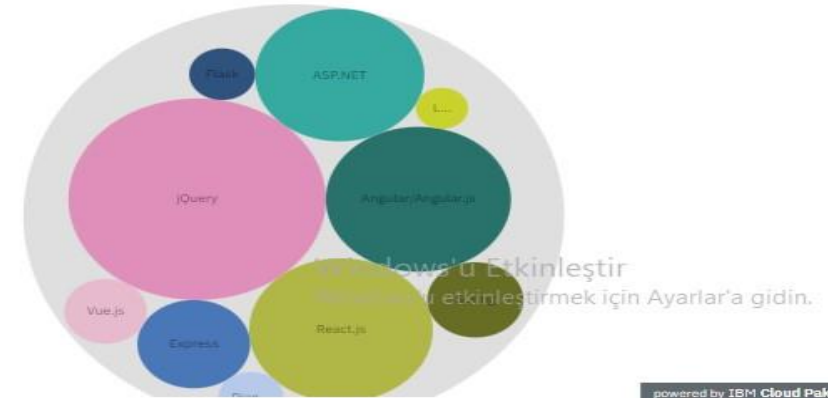 Flask
ASP.NET
L....
jQuery
Angular/Angular.js
Windows'u Etkinleştir
etkinleştirmek için Ayarlar'a gidin.
Vue.js
React.js
Express
powered by IBM Cloud Pak